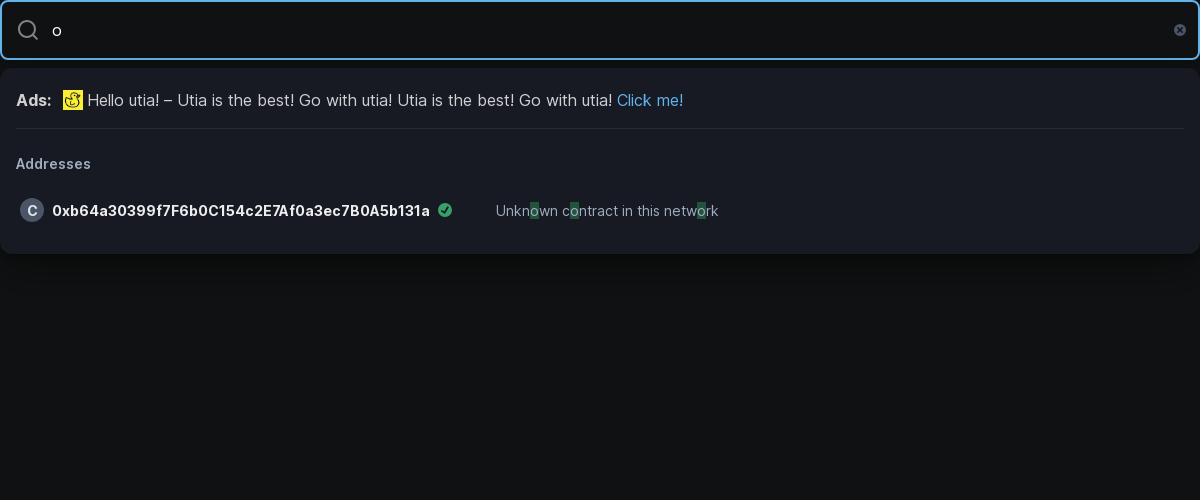 o
Ads: Hello utia! – Utia is the best! Go with utia! Utia is the best! Go with utia! Click me!
Addresses
C 0xb64a30399f7F6b0C154c2E7Af0a3ec7B0A5b131a Unknown contract in this network